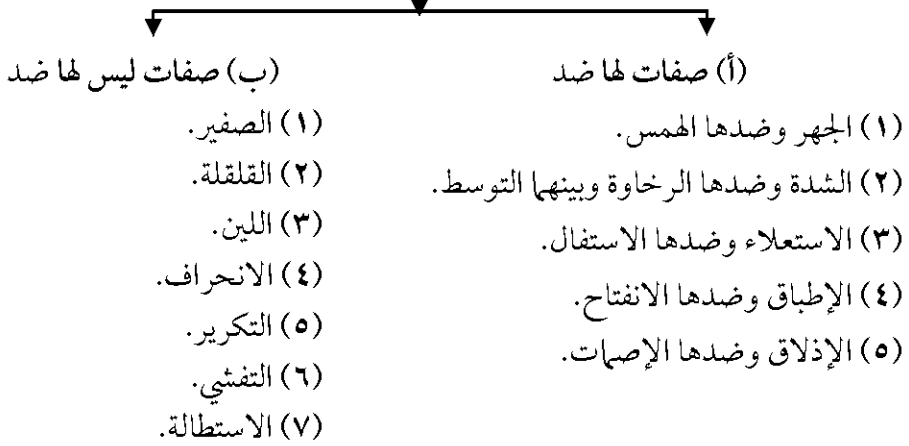 (أ) صفات لها ضد
(١) الجهر وضدها الهمس.
(٢) الشدة وضدها الرخاوة وبينهما التوسط.
(٣) الاستعلاء وضدها الاستفال.
(٤) الإطباق وضدها الانفتاح.
(٥) الإذلاق وضدها الإصمات.
(ب) صفات ليس لها ضد
(١) الصفير.
(٢) القلقلة.
(٣) اللين.
(٤) الانحراف.
(٥) التكرير.
(٦) التفشي.
(٧) الاستطالة.